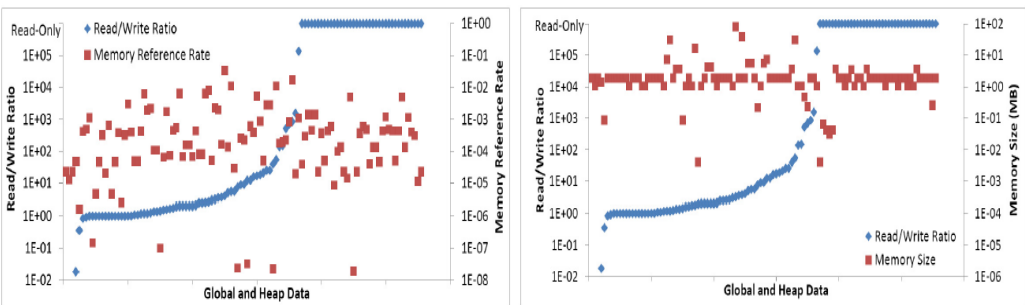 Read-Only
1E+05
1E+04
1E+03
1E+02
1E+01
1E+00
1E-01
1E-02
Read/Write Ratio
Read/Write Ratio
Memory Reference Rate
1E+00
1E-01
1E-02
1E-03
1E-04
1E-05
1E-06
1E-07
1E-08
Memory Reference Rate
Global and Heap Data
Read-Only
1E+05
1E+04
1E+03
1E+02
1E+01
1E+00
1E-01
1E-02
Read/Write Ratio
Read/Write Ratio
Memory Size
1E+02
1E+01
1E+00
1E-01
1E-02
1E-03
1E-04
1E-05
1E-06
Memory Size (MB)
Global and Heap Data